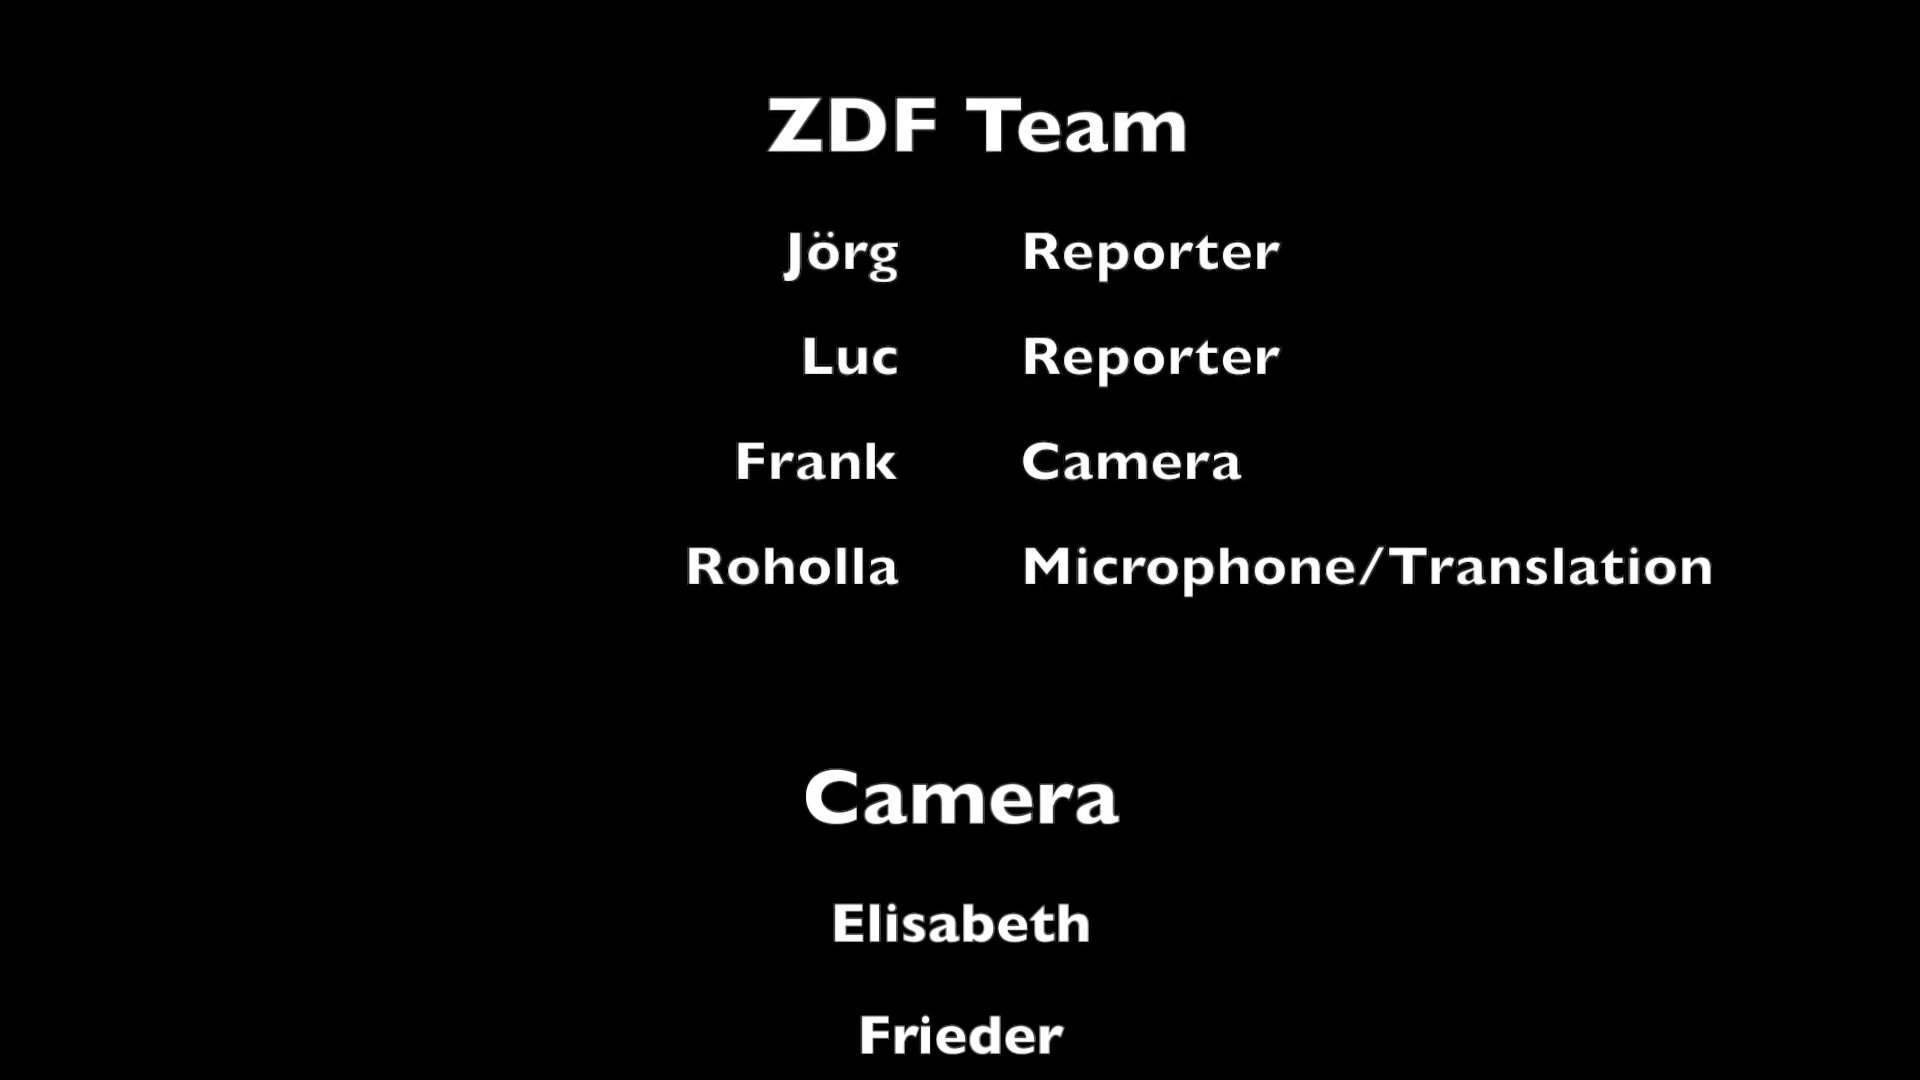 ZDF Team
Jörg Reporter
Luc Reporter
Frank Camera
Roholla Microphone/Translation
Camera
Elisabeth
Frieder